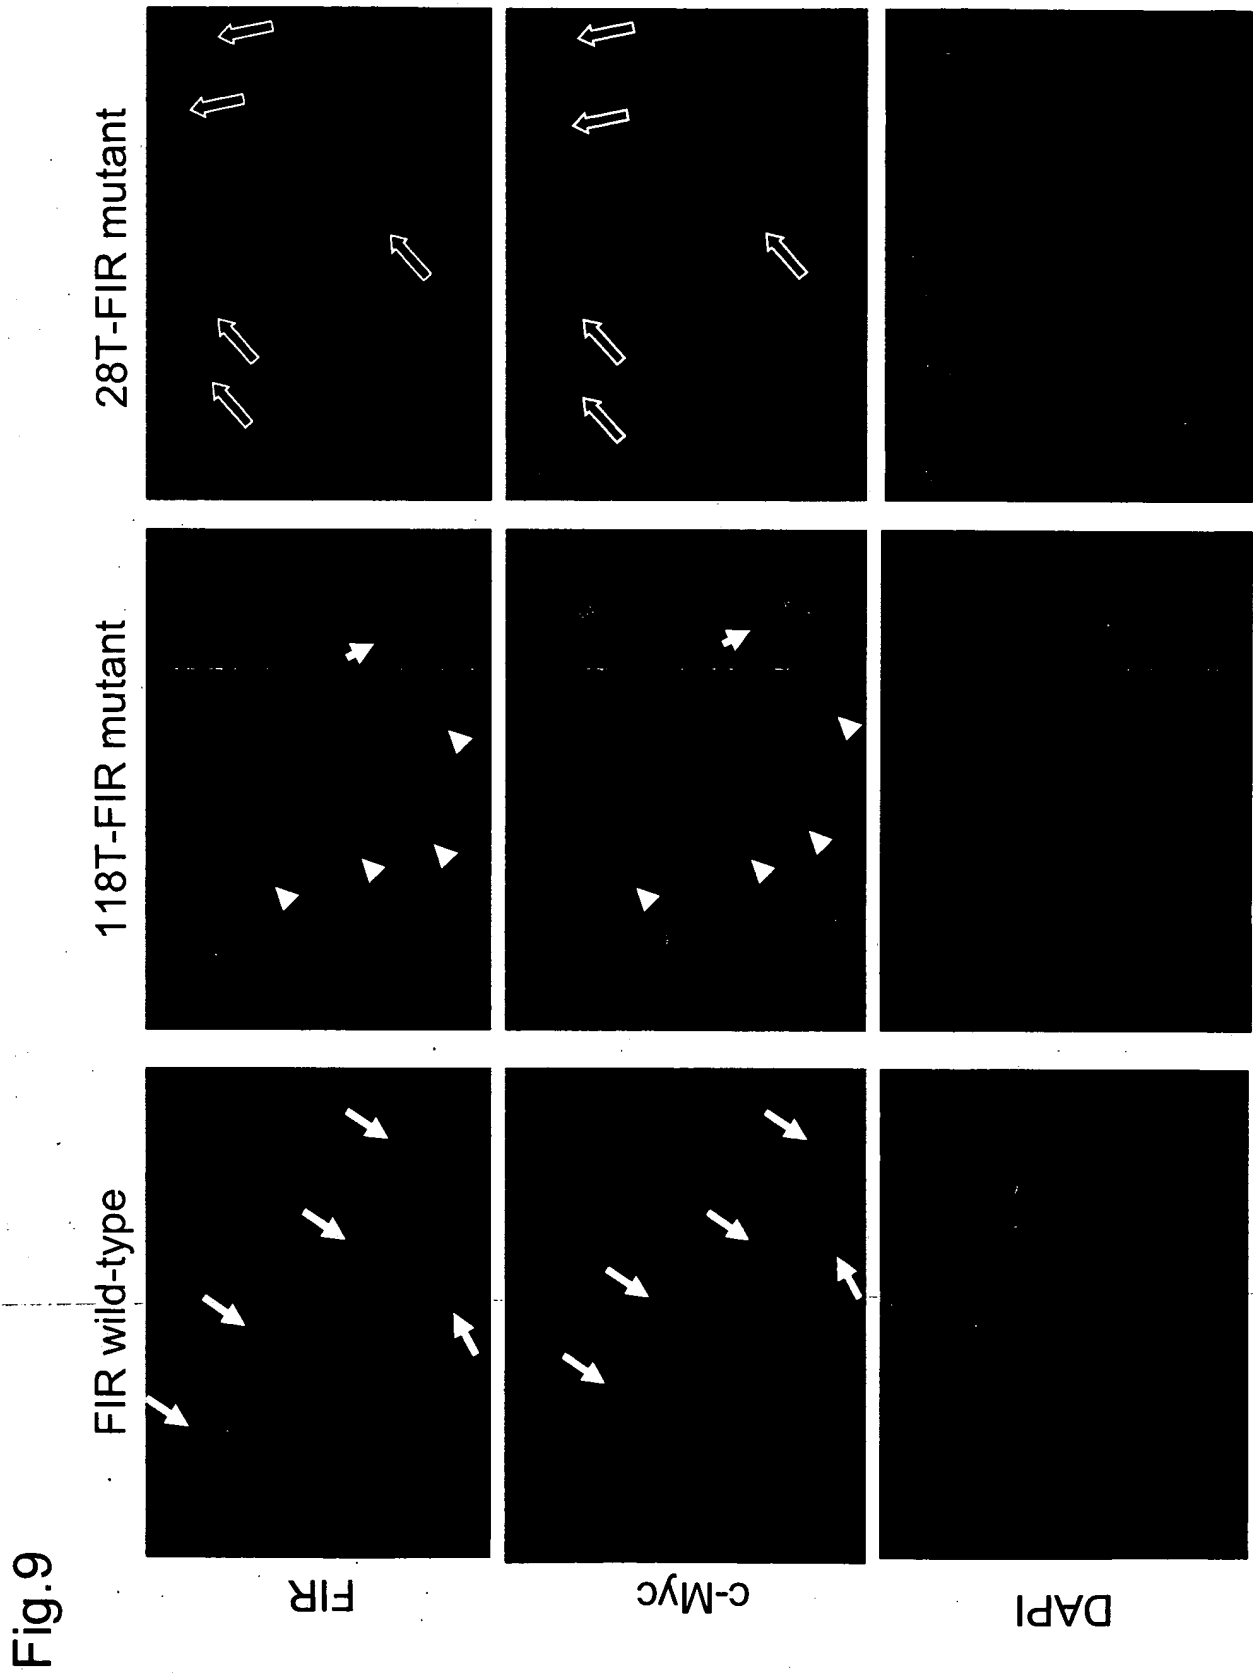 Fig.9
FIR wild-type
118T-FIR mutant
28T-FIR mutant
FIR
c-Myc
DAPI